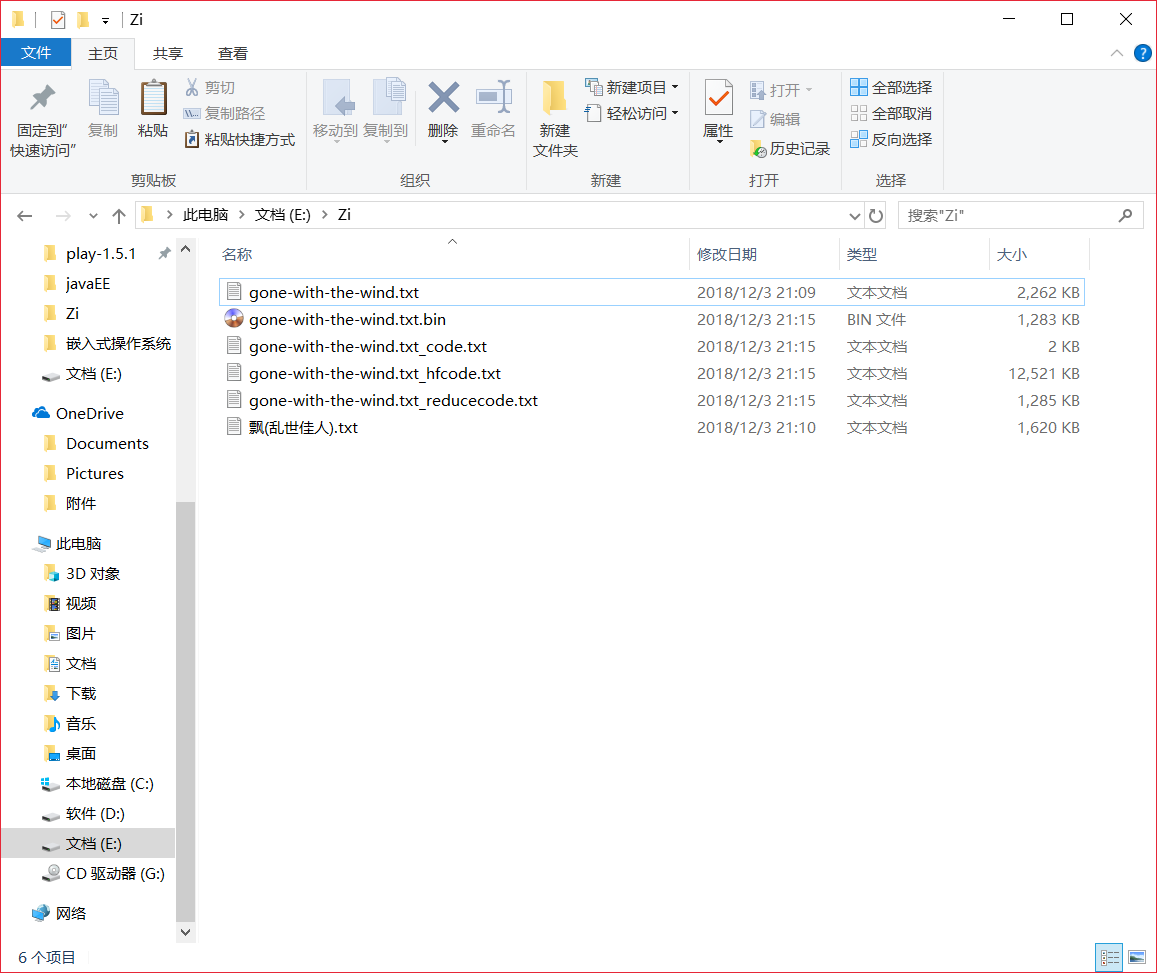 Zi
文件 主页 共享 查看
固定到"快速访问"
复制
粘贴
剪切
复制路径
粘贴快捷方式
移动到
复制到
删除
重命名
新建文件夹
新建项目
轻松访问
属性
打开
编辑
历史记录
全部选择
全部取消
反向选择
剪贴板 组织 新建 打开 选择
此电脑 文档 (E:) Zi
搜索"Zi"
play-1.5.1
javaEE
Zi
嵌入式操作系统
文档 (E:)
OneDrive
Documents
Pictures
附件
此电脑
3D 对象
视频
图片
文档
下载
音乐
桌面
本地磁盘 (C:)
软件 (D:)
文档 (E:)
CD 驱动器 (G:)
网络
名称 修改日期 类型 大小
gone-with-the-wind.txt 2018/12/3 21:09 文本文档 2,262 KB
gone-with-the-wind.txt.bin 2018/12/3 21:15 BIN 文件 1,283 KB
gone-with-the-wind.txt_code.txt 2018/12/3 21:15 文本文档 2 KB
gone-with-the-wind.txt_hfcode.txt 2018/12/3 21:15 文本文档 12,521 KB
gone-with-the-wind.txt_reducecode.txt 2018/12/3 21:15 文本文档 1,285 KB
飘(乱世佳人).txt 2018/12/3 21:10 文本文档 1,620 KB
6 个项目